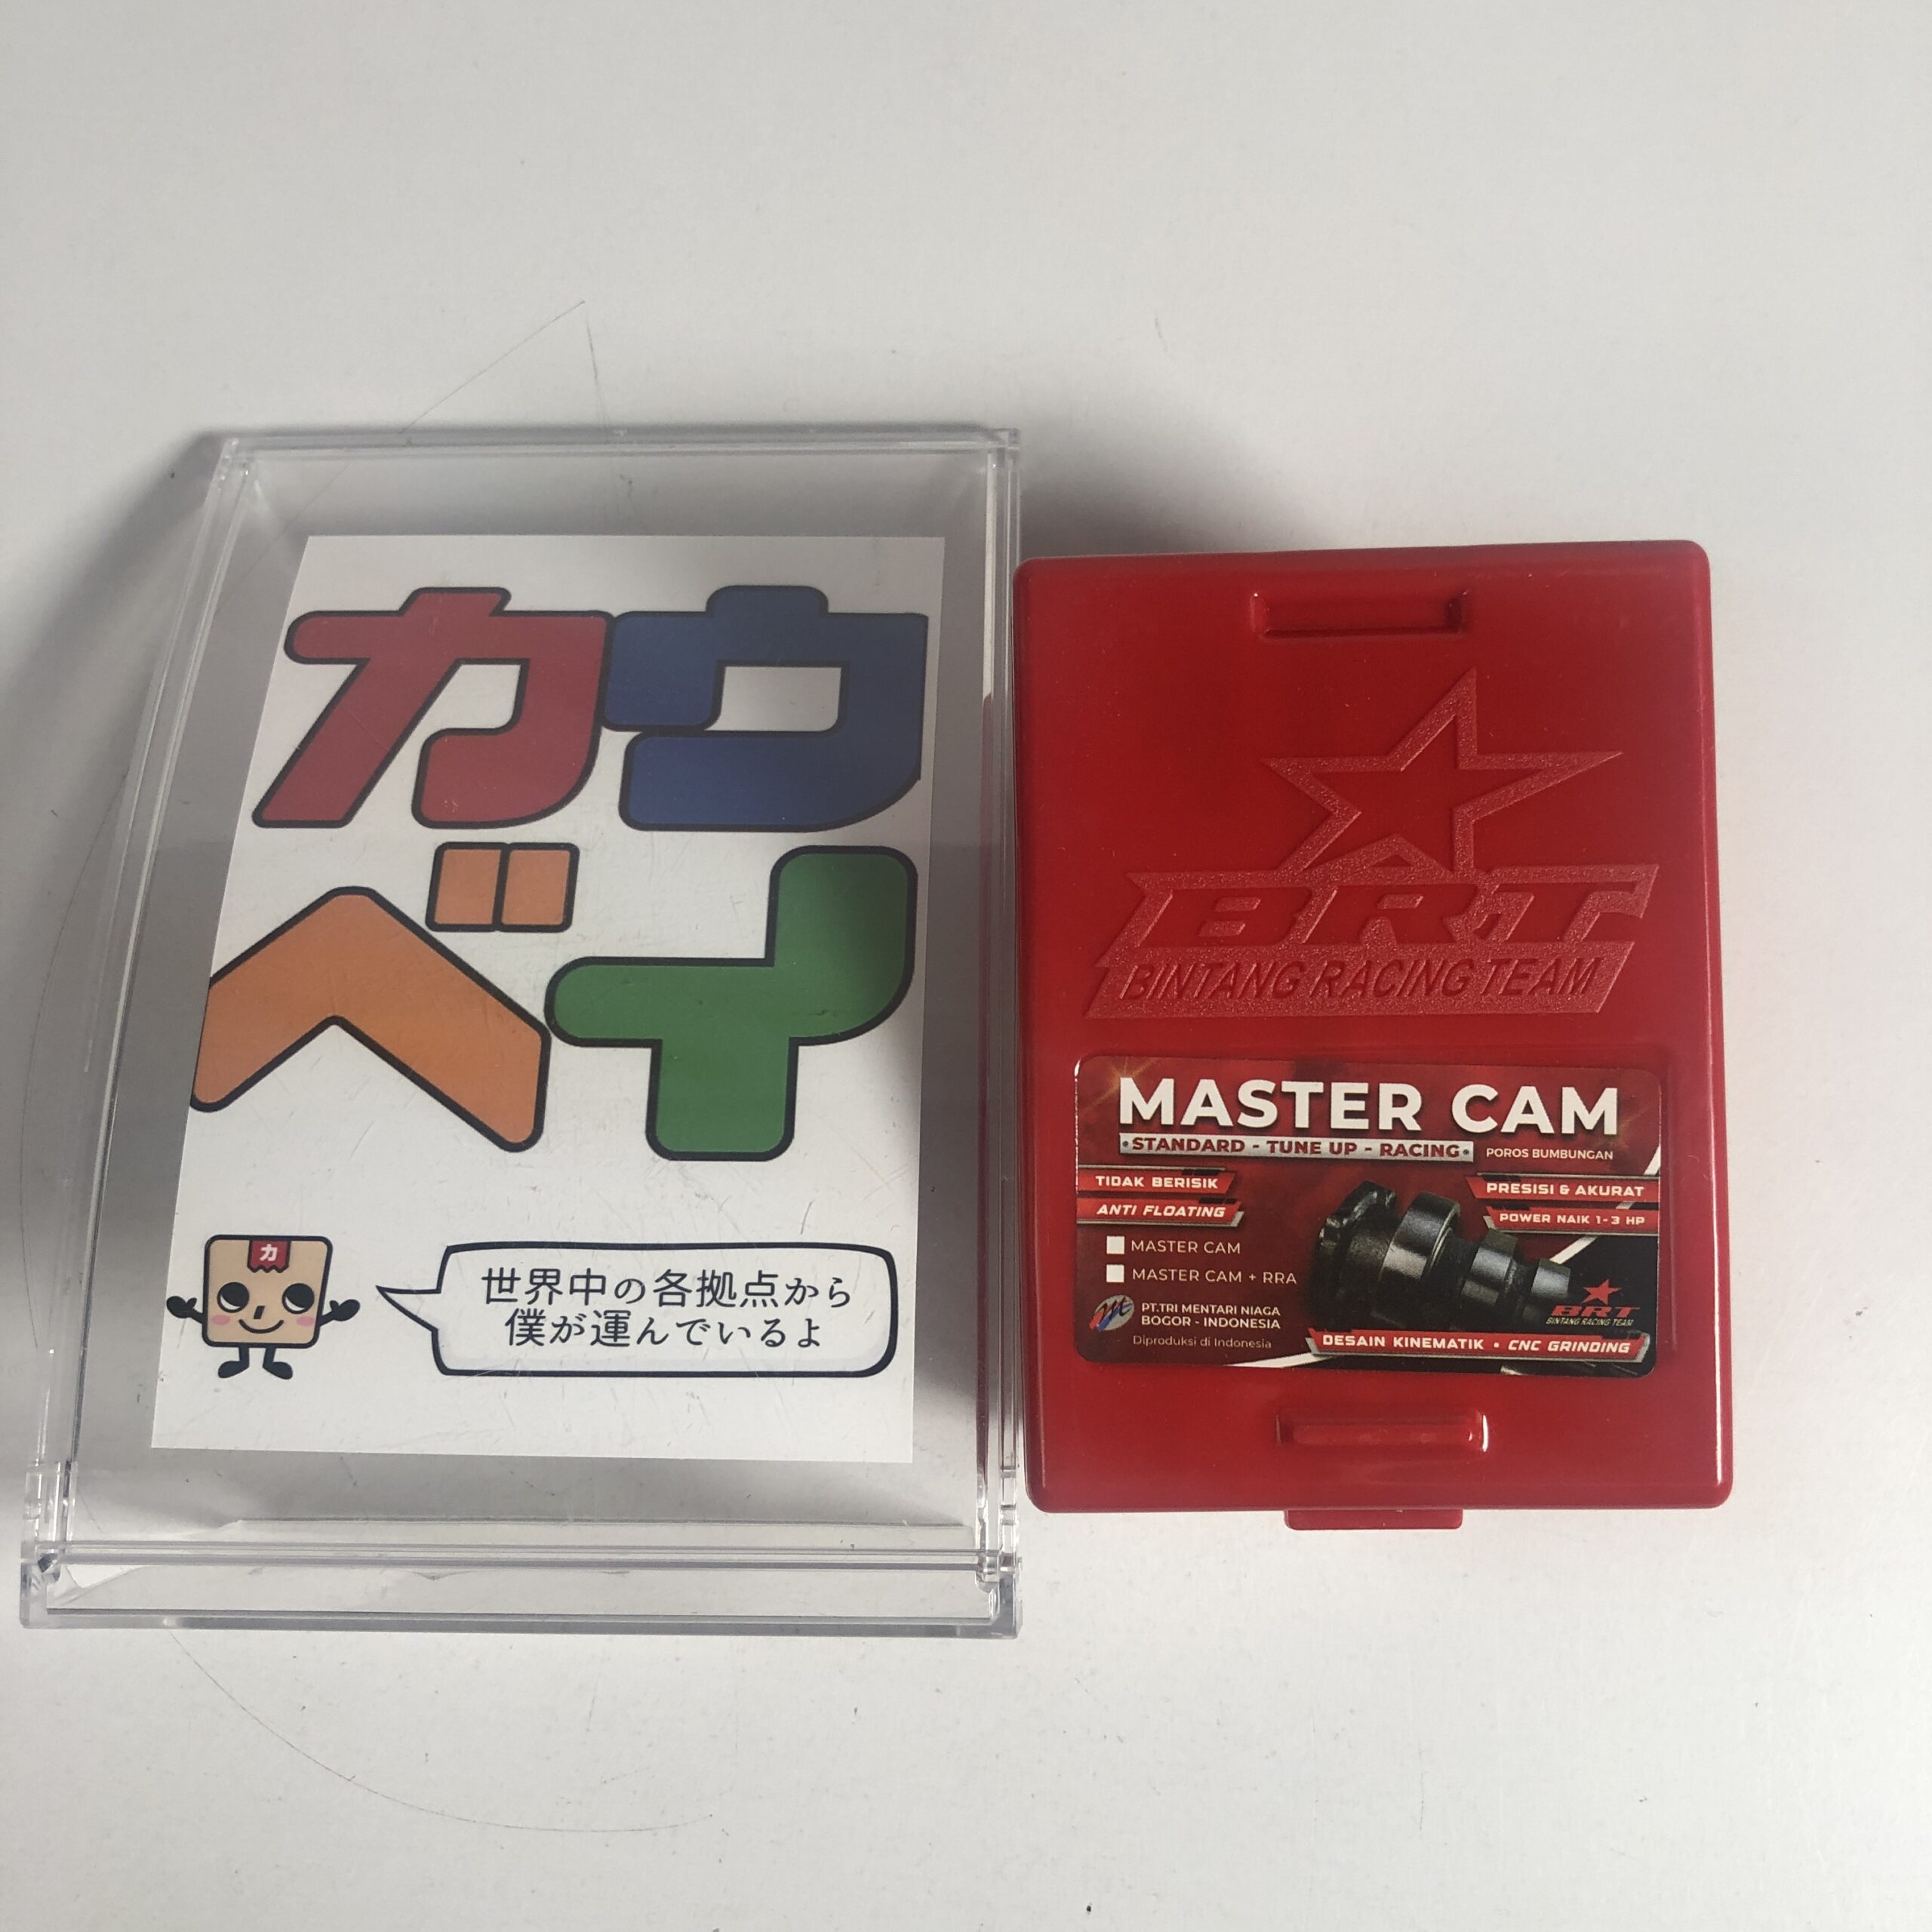 カウ
ベイ
カ
世界中の各拠点から
僕が運んでいるよ
BRT
BINTANG RACING TEAM
MASTER CAM
•STANDARD - TUNE UP - RACING•
POROS BUMBUNGAN
TIDAK BERISIK
PRESISI & AKURAT
ANTI FLOATING
POWER NAIK 1-3 HP
MASTER CAM
MASTER CAM + RRA
PT.TRI MENTARI NIAGA
BOGOR - INDONESIA
Diproduksi di Indonesia
BRT
BINTANG RACING TEAM
DESAIN KINEMATIK • CNC GRINDING